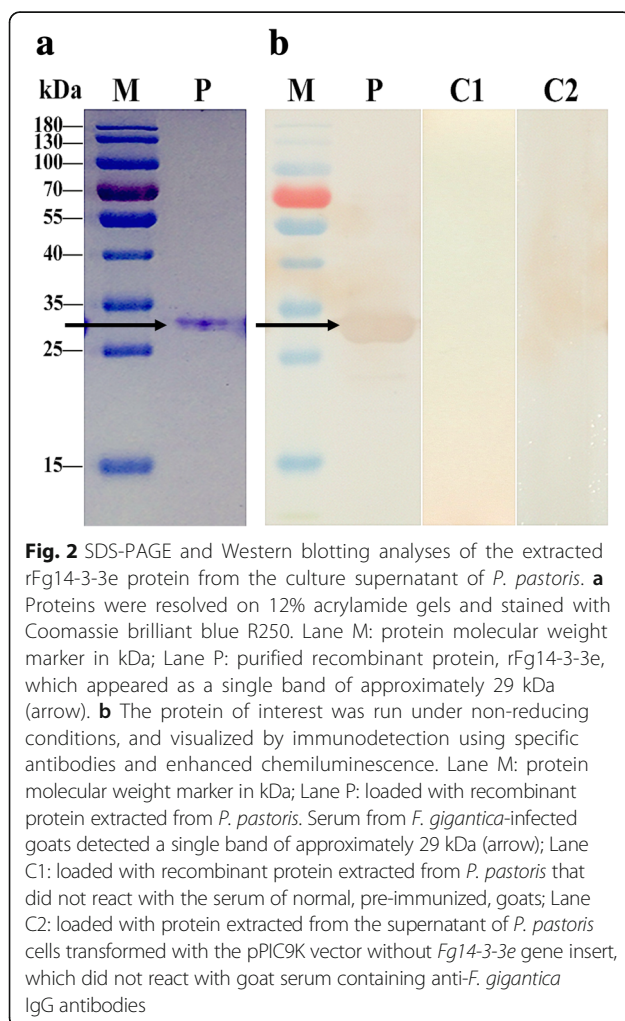 a b
kDa M P M P C1 C2
180
130
100
70
55
40
35
25
15
Fig. 2 SDS-PAGE and Western blotting analyses of the extracted
rFg14-3-3e protein from the culture supernatant of P. pastoris. a
Proteins were resolved on 12% acrylamide gels and stained with
Coomassie brilliant blue R250. Lane M: protein molecular weight
marker in kDa; Lane P: purified recombinant protein, rFg14-3-3e,
which appeared as a single band of approximately 29 kDa
(arrow). b The protein of interest was run under non-reducing
conditions, and visualized by immunodetection using specific
antibodies and enhanced chemiluminescence. Lane M: protein
molecular weight marker in kDa; Lane P: loaded with recombinant
protein extracted from P. pastoris. Serum from F. gigantica-infected
goats detected a single band of approximately 29 kDa (arrow); Lane
C1: loaded with recombinant protein extracted from P. pastoris that
did not react with the serum of normal, pre-immunized, goats; Lane
C2: loaded with protein extracted from the supernatant of P. pastoris
cells transformed with the pPIC9K vector without Fg14-3-3e gene insert,
which did not react with goat serum containing anti-F. gigantica
IgG antibodies